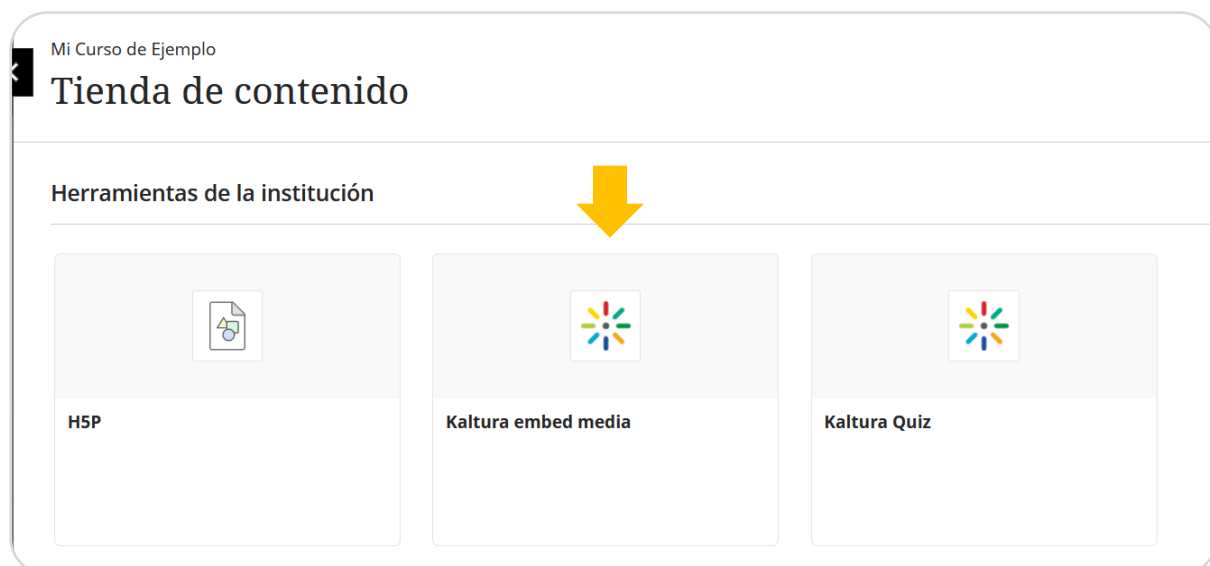 Mi Curso de Ejemplo
Tienda de contenido
Herramientas de la institución
H5P
Kaltura embed media
Kaltura Quiz